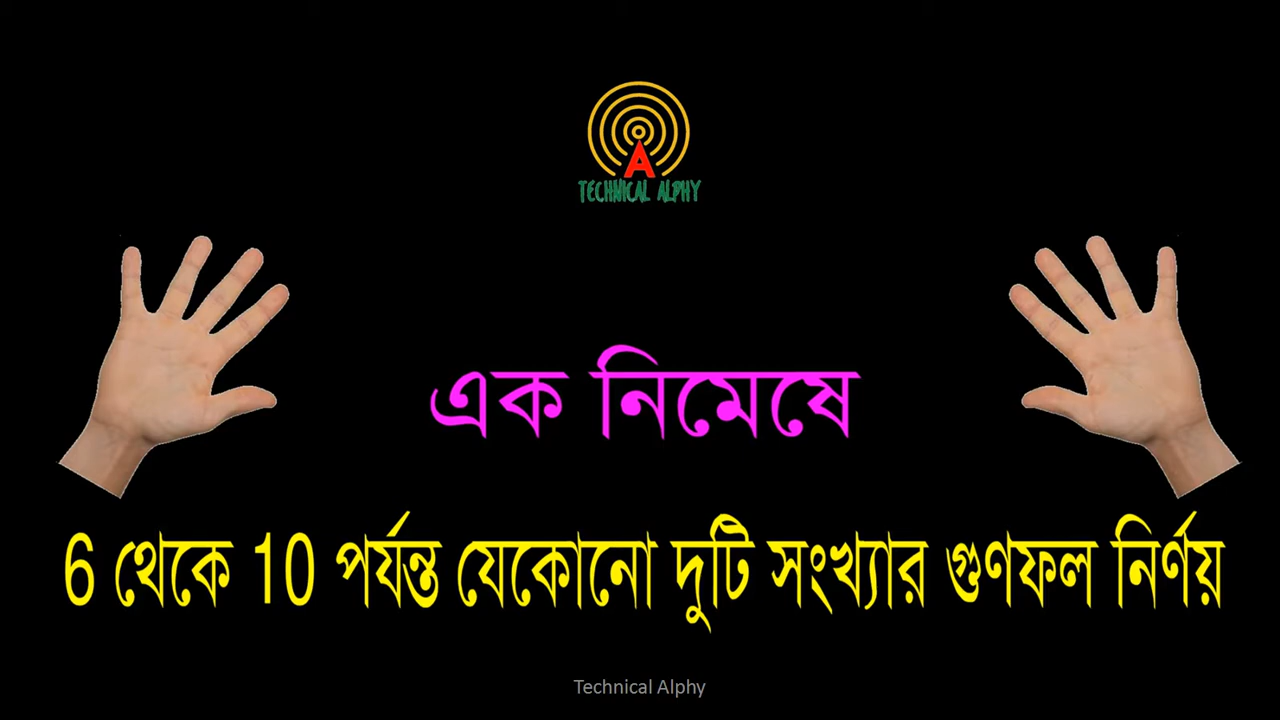 A
TECHNICAL ALPHY
এক নিমেষে
6 থেকে 10 পর্যন্ত যেকোনো দুটি সংখ্যার গুণফল নির্ণয়
Technical Alphy